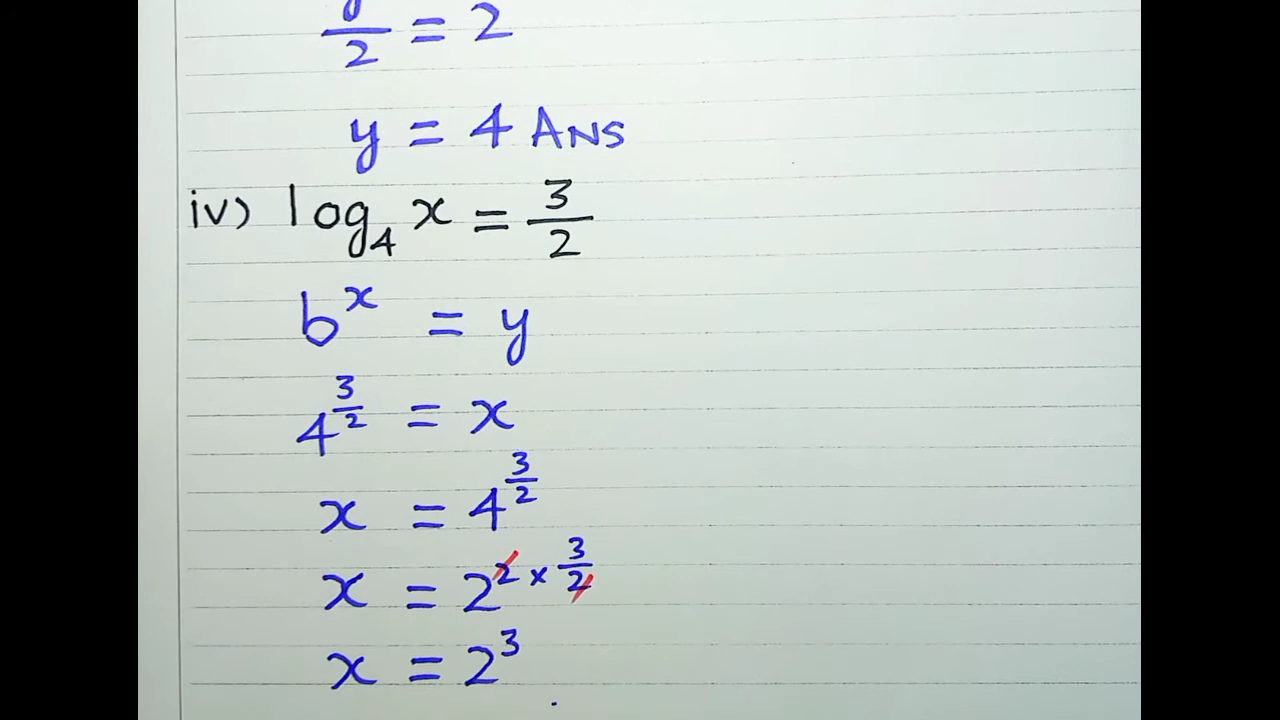 y/2 = 2
y = 4 ANS
iv) log₄ x = 3/2
b^x = y
4^(3/2) = x
x = 4^(3/2)
x = 2^(2 × 3/2)
x = 2^3